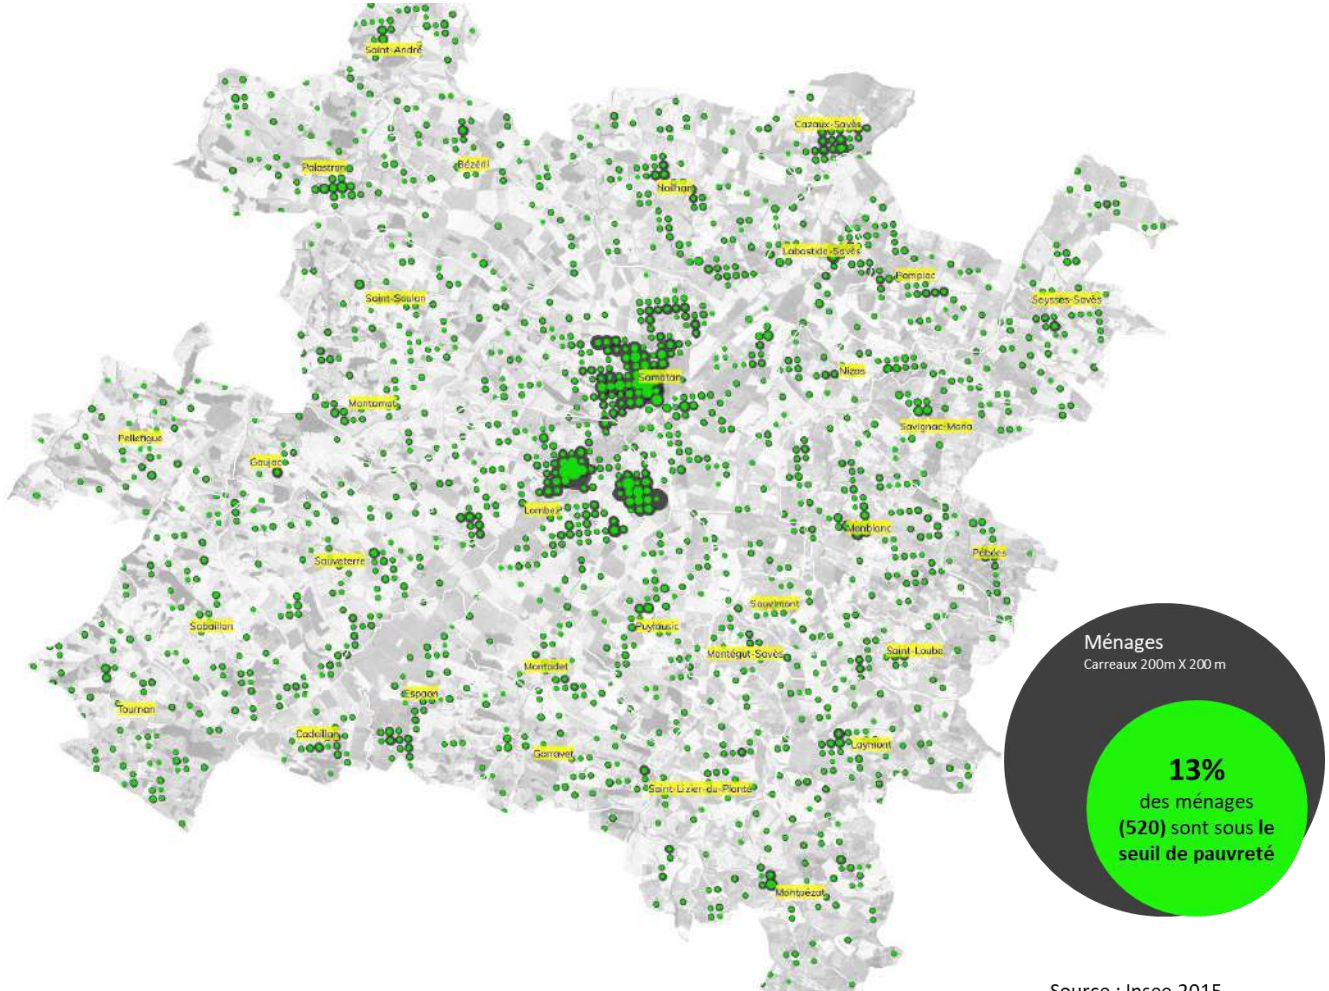 Saint-André
Cazaux-Savès
Polastron
Bézéril
Noilhan
Labastide-Savès
Pompiac
Saint-Soulan
Seysses-Savès
Nizas
Samatan
Montamat
Savignac-Mona
Pellefigue
Gaujac
Lombez
Monblanc
Pébées
Sauveterre
Sauvimont
Sabaillan
Puylausic
Montégut-Savès
Saint-Loube
Montadet
Espaon
Tournan
Cadeillan
Garravet
Laymont
Saint-Lizier-du-Planté
Montpézat
Ménages
Carreaux 200m X 200 m
13%
des ménages
(520) sont sous le
seuil de pauvreté
Source : Insee 2015